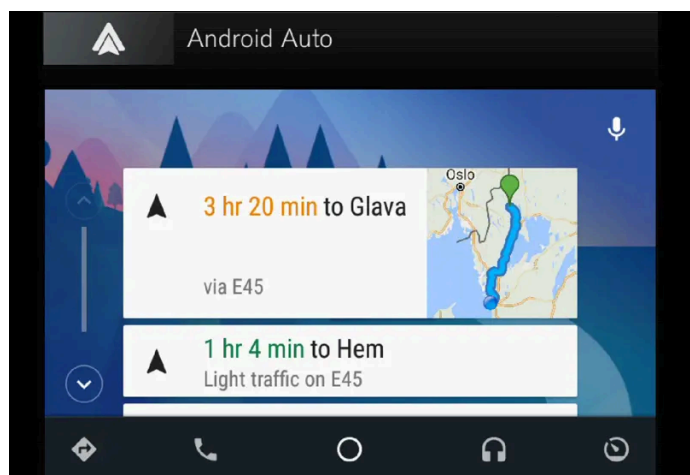 Android Auto
3 hr 20 min to Glava
via E45
Oslo
1 hr 4 min to Hem
Light traffic on E45